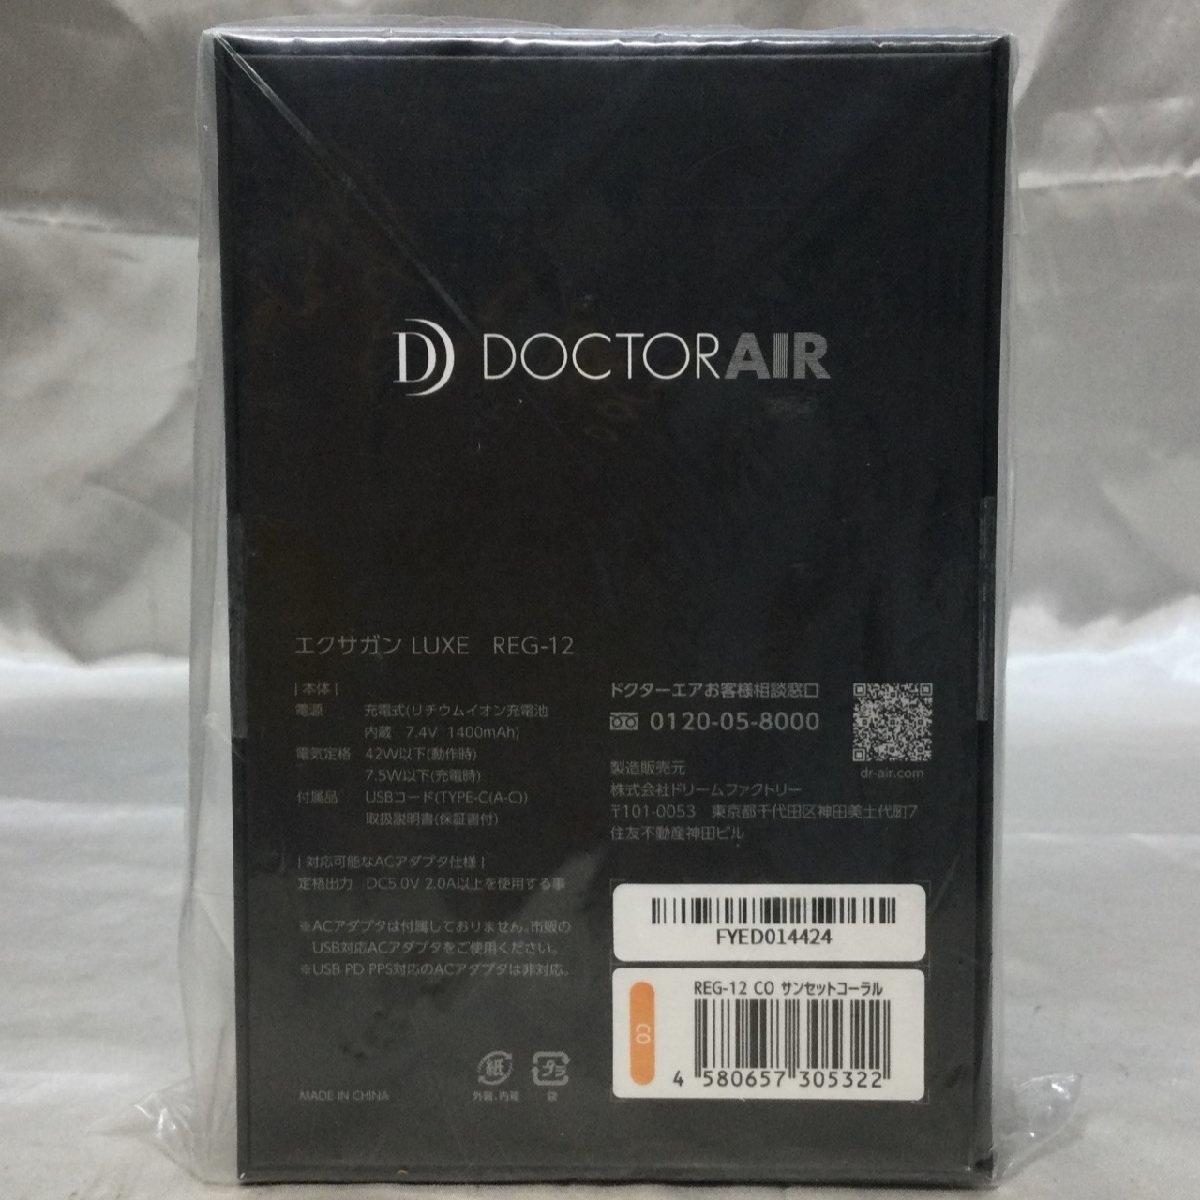 DOCTORAIR
エクサガン LUXE REG-12
| 本体 |
電源 充電式(リチウムイオン充電池
内蔵 7.4V 1400mAh)
電気定格 42W以下(動作時)
7.5W以下(充電時)
付属品 USBコード(TYPE-C(A-C))
取扱説明書(保証書付)
| 対応可能なACアダプタ仕様 |
定格出力 DC5.0V 2.0A以上を使用する事
※ACアダプタは付属しておりません。市販の
USB対応ACアダプタをご使用ください。
※USB PD PPS対応のACアダプタは非対応。
MADE IN CHINA
紙
外箱、内箱
プラ
袋
ドクターエアお客様相談窓口
0120-05-8000
dr-air.com
製造販売元
株式会社ドリームファクトリー
〒101-0053 東京都千代田区神田美土代町7
住友不動産神田ビル
FYED014424
REG-12 CO サンセットコーラル
CO
4 580657 305322